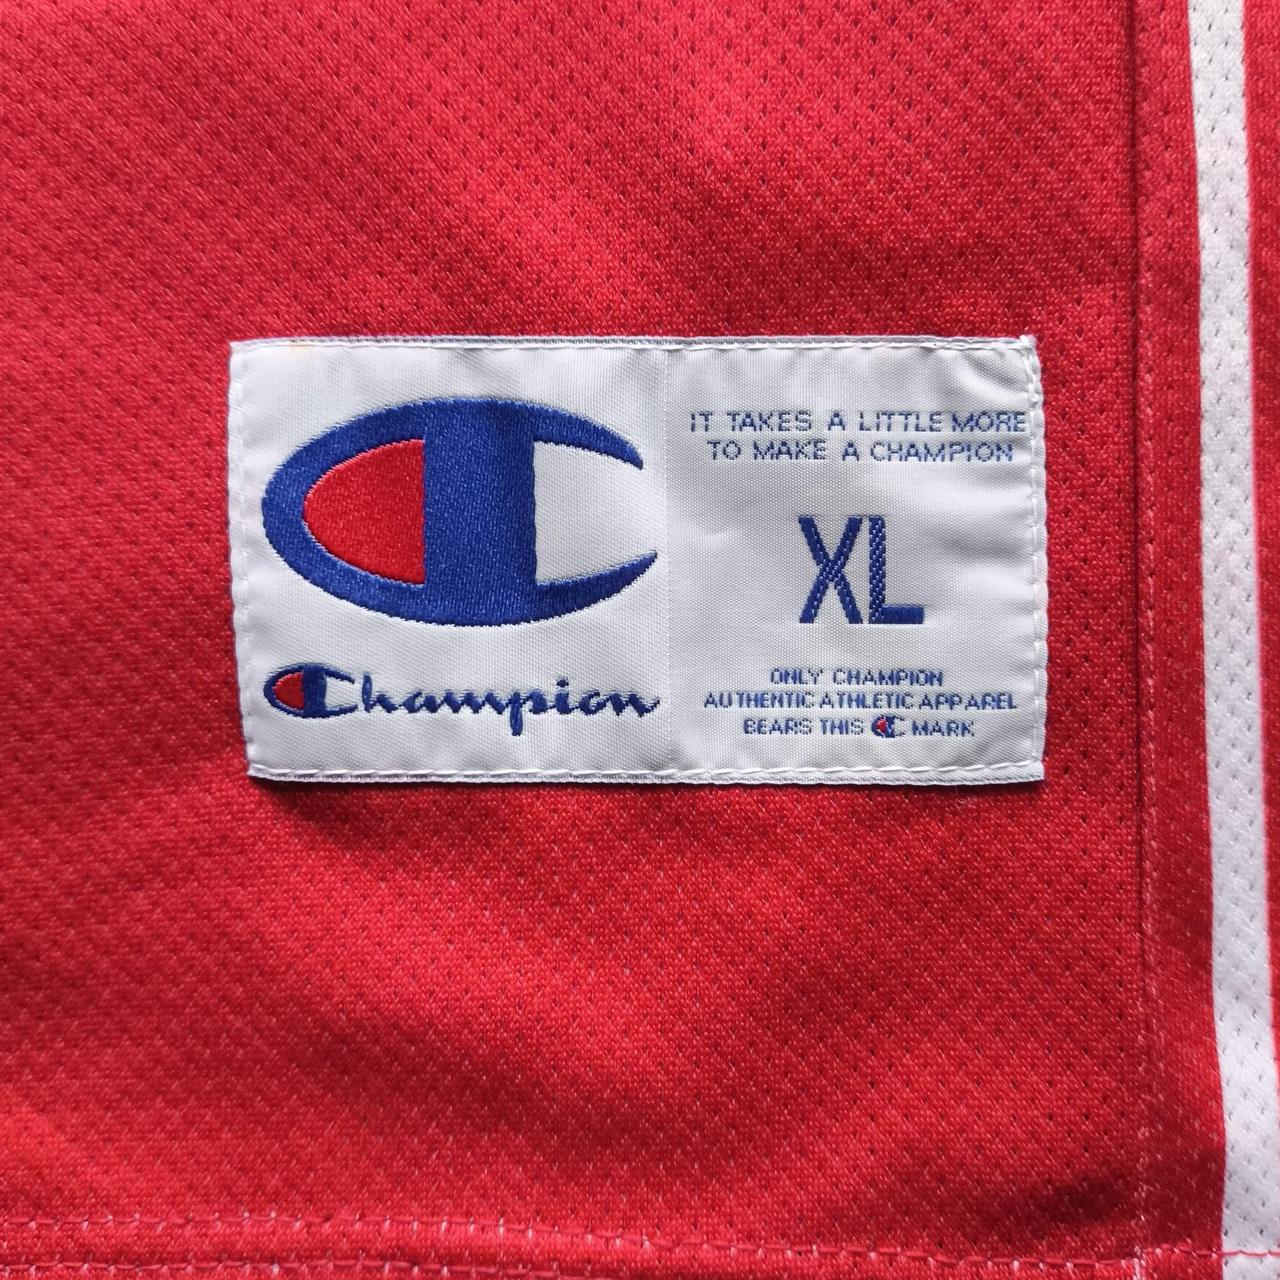 Champion
IT TAKES A LITTLE MORE
TO MAKE A CHAMPION
XL
ONLY CHAMPION
AUTHENTIC ATHLETIC APPAREL
BEARS THIS C MARK